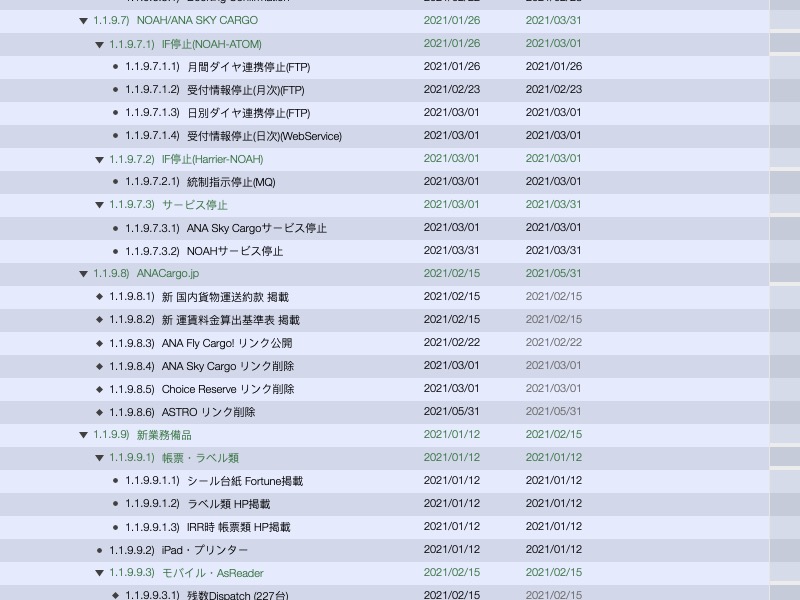 1.1.9.7) NOAH/ANA SKY CARGO 2021/01/26 2021/03/31
1.1.9.7.1) IF停止(NOAH-ATOM) 2021/01/26 2021/03/01
1.1.9.7.1.1) 月間ダイヤ連携停止(FTP) 2021/01/26 2021/01/26
1.1.9.7.1.2) 受付情報停止(月次)(FTP) 2021/02/23 2021/02/23
1.1.9.7.1.3) 日別ダイヤ連携停止(FTP) 2021/03/01 2021/03/01
1.1.9.7.1.4) 受付情報停止(日次)(WebService) 2021/03/01 2021/03/01
1.1.9.7.2) IF停止(Harrier-NOAH) 2021/03/01 2021/03/01
1.1.9.7.2.1) 統制指示停止(MQ) 2021/03/01 2021/03/01
1.1.9.7.3) サービス停止 2021/03/01 2021/03/31
1.1.9.7.3.1) ANA Sky Cargoサービス停止 2021/03/01 2021/03/01
1.1.9.7.3.2) NOAHサービス停止 2021/03/31 2021/03/31
1.1.9.8) ANACargo.jp 2021/02/15 2021/05/31
1.1.9.8.1) 新 国内貨物運送約款 掲載 2021/02/15 2021/02/15
1.1.9.8.2) 新 運賃料金算出基準表 掲載 2021/02/15 2021/02/15
1.1.9.8.3) ANA Fly Cargo! リンク公開 2021/02/22 2021/02/22
1.1.9.8.4) ANA Sky Cargo リンク削除 2021/03/01 2021/03/01
1.1.9.8.5) Choice Reserve リンク削除 2021/03/01 2021/03/01
1.1.9.8.6) ASTRO リンク削除 2021/05/31 2021/05/31
1.1.9.9) 新業務備品 2021/01/12 2021/02/15
1.1.9.9.1) 帳票・ラベル類 2021/01/12 2021/01/12
1.1.9.9.1.1) シール台紙 Fortune掲載 2021/01/12 2021/01/12
1.1.9.9.1.2) ラベル類 HP掲載 2021/01/12 2021/01/12
1.1.9.9.1.3) IRR時 帳票類 HP掲載 2021/01/12 2021/01/12
1.1.9.9.2) iPad・プリンター 2021/01/12 2021/01/12
1.1.9.9.3) モバイル・AsReader 2021/02/15 2021/02/15
1.1.9.9.3.1) 残数Dispatch (227台) 2021/02/15 2021/02/15